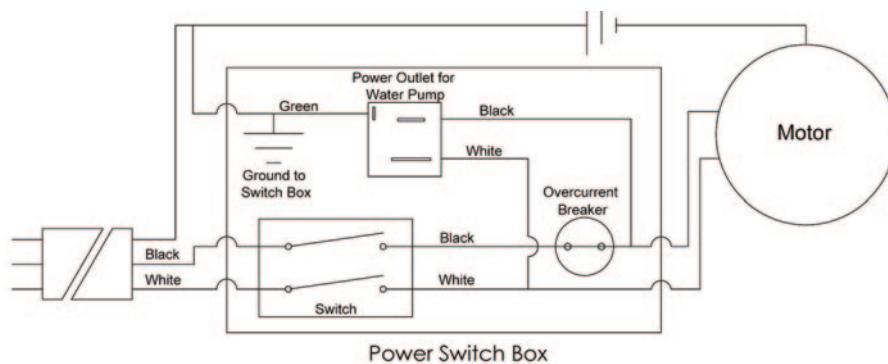 Power Outlet for
Water Pump
Green
Black
White
Ground to
Switch Box
Motor
Overcurrent
Breaker
Black
Black
White
White
Switch
Power Switch Box